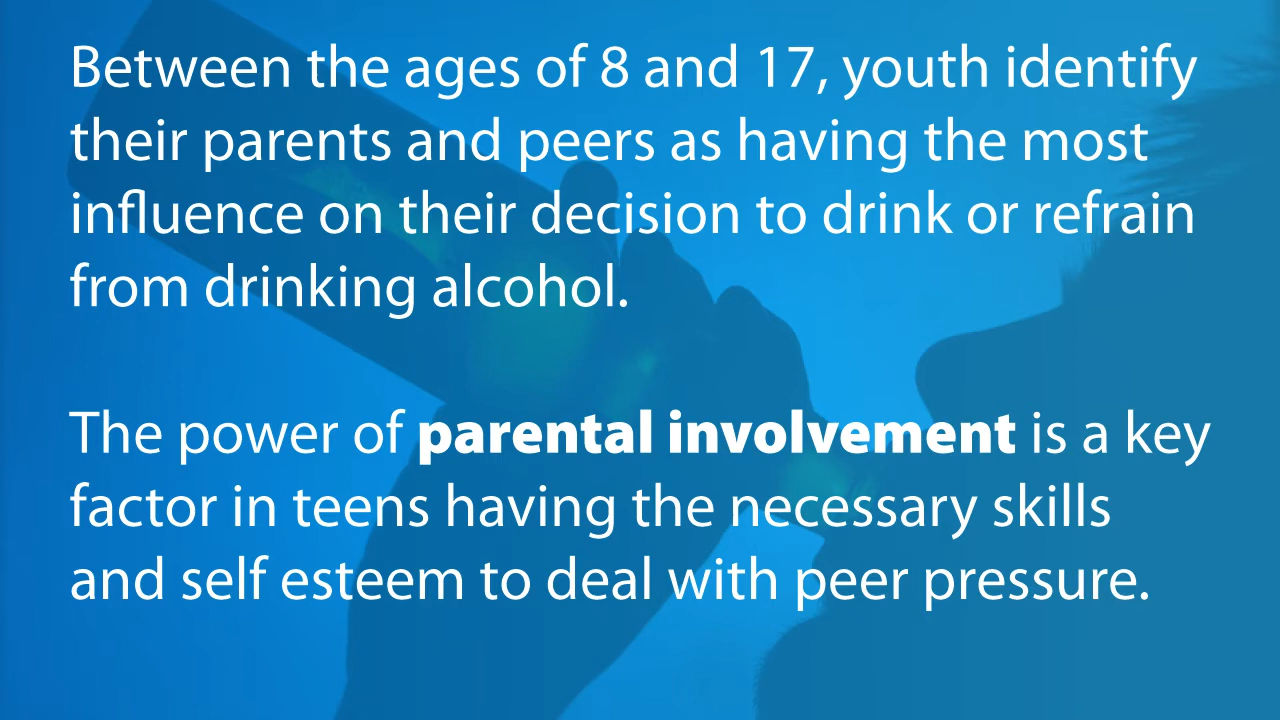 Between the ages of 8 and 17, youth identify
their parents and peers as having the most
influence on their decision to drink or refrain
from drinking alcohol.
The power of parental involvement is a key
factor in teens having the necessary skills
and self esteem to deal with peer pressure.